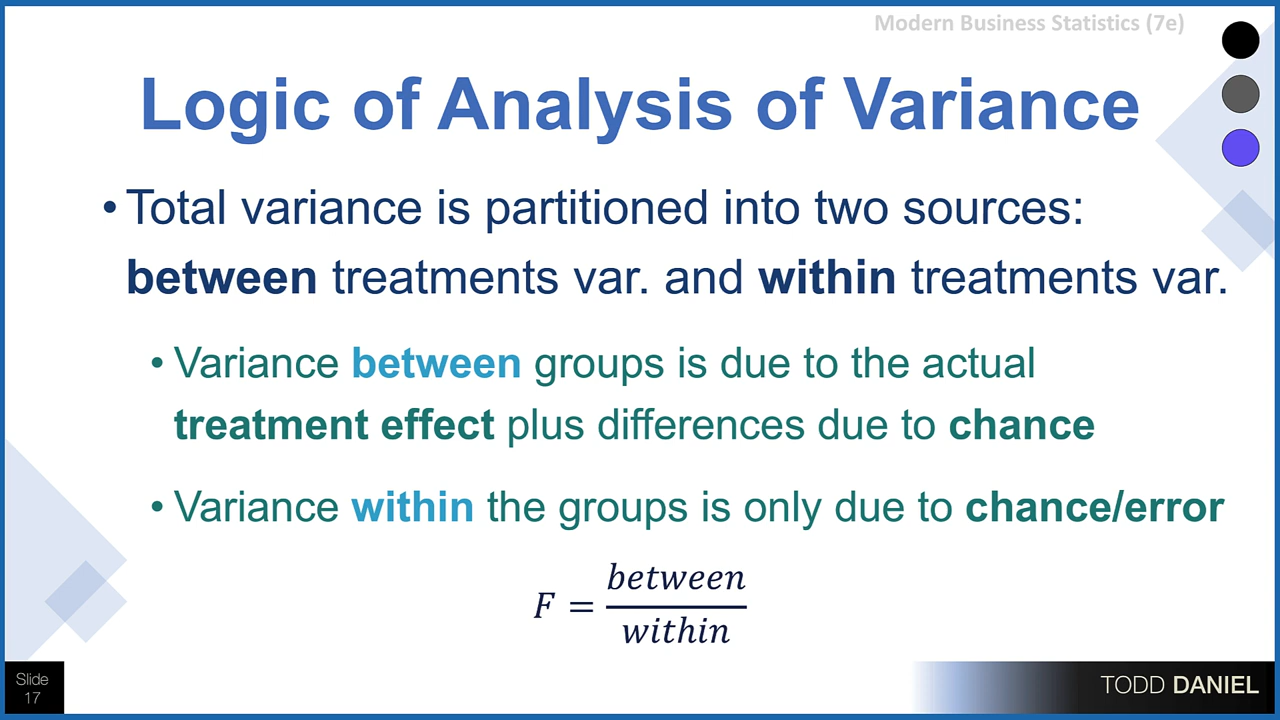 Modern Business Statistics (7e)
Logic of Analysis of Variance
• Total variance is partitioned into two sources:
between treatments var. and within treatments var.
• Variance between groups is due to the actual
treatment effect plus differences due to chance
• Variance within the groups is only due to chance/error
F = between / within
Slide
17
TODD DANIEL